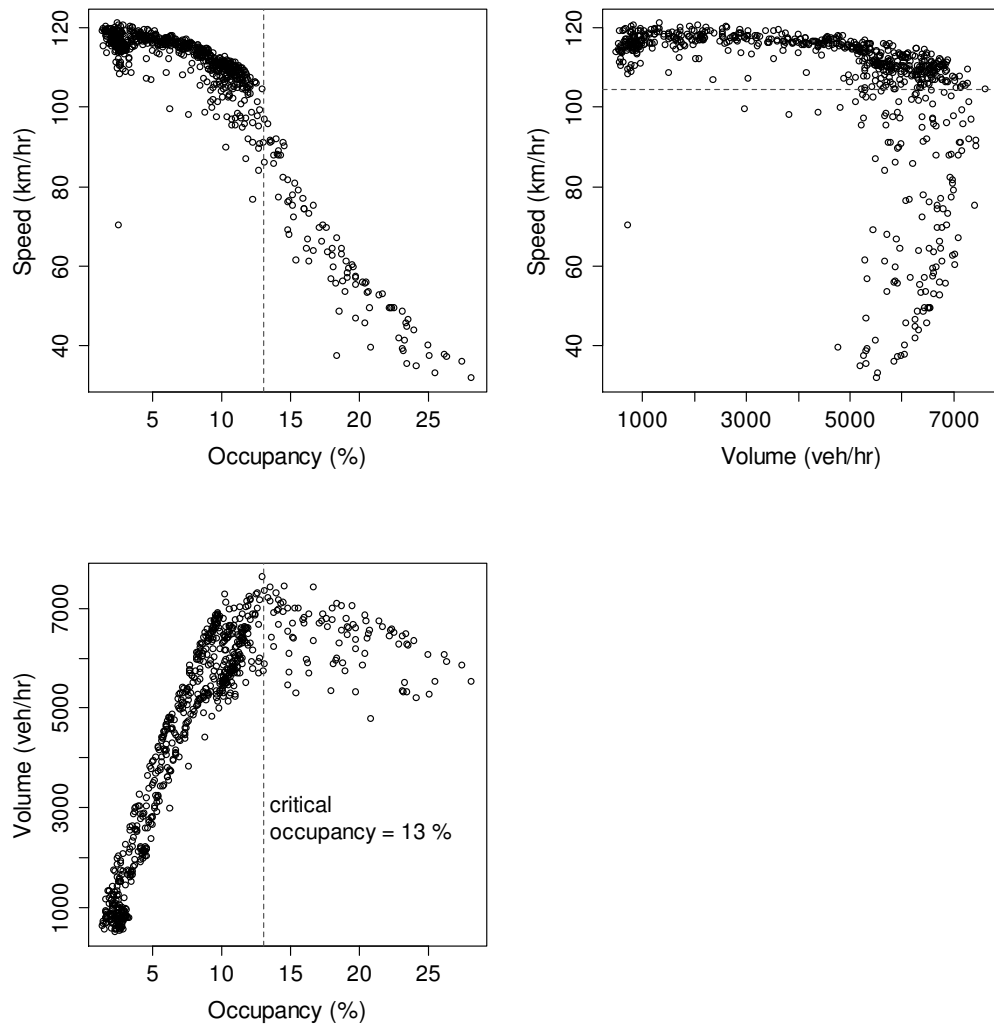 120
100
80
60
40
Speed (km/hr)
5 10 15 20 25
Occupancy (%)
120
100
80
60
40
Speed (km/hr)
1000 3000 5000 7000
Volume (veh/hr)
7000
5000
3000
1000
Volume (veh/hr)
critical
occupancy = 13 %
5 10 15 20 25
Occupancy (%)